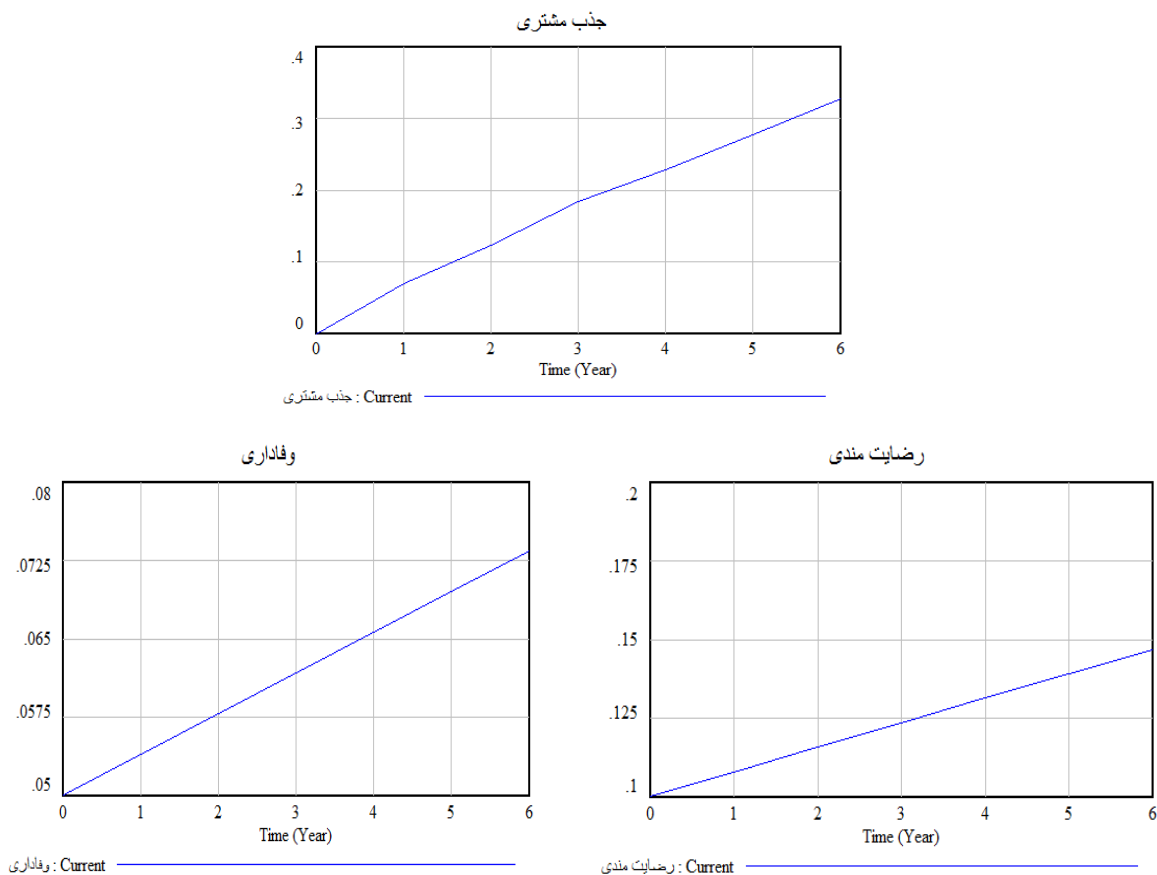 جذب مشتری
.4
.3
.2
.1
0
0 1 2 3 4 5 6
Time (Year)
جذب مشتری : Current
وفاداری
.08
.0725
.065
.0575
.05
0 1 2 3 4 5 6
Time (Year)
وفاداری : Current
رضایت مندی
.2
.175
.15
.125
.1
0 1 2 3 4 5 6
Time (Year)
رضایت مندی : Current